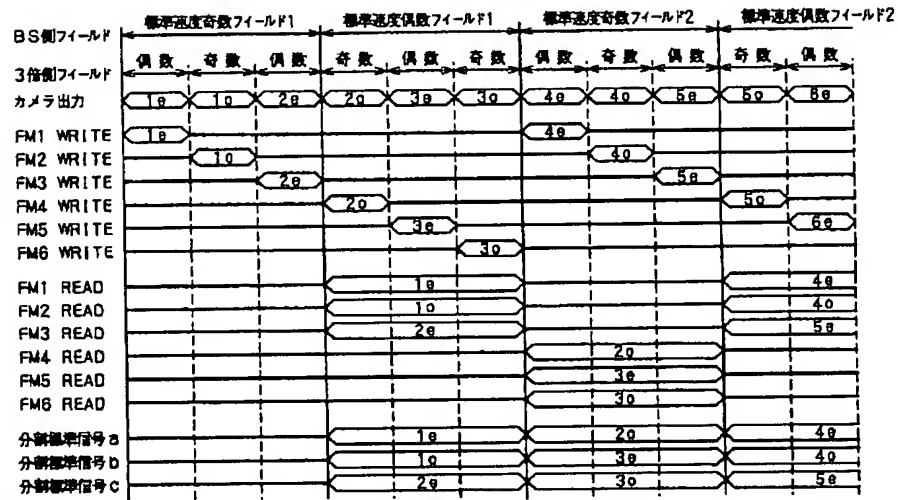 標準速度奇数フィールド1 標準速度偶数フィールド1 標準速度奇数フィールド2 標準速度偶数フィールド2
BS側フィールド
偶数 奇数 偶数 奇数 偶数 奇数 偶数 奇数 偶数 奇数 偶数
3倍側フィールド
カメラ出力 1e 1o 2e 2o 3e 3o 4e 4o 5e 5o 6e
FM1 WRITE 1e 4e
FM2 WRITE 1o 4o
FM3 WRITE 2e 5e
FM4 WRITE 2o 5o
FM5 WRITE 3e 6e
FM6 WRITE 3o
FM1 READ 1e 4e
FM2 READ 1o 4o
FM3 READ 2e 5e
FM4 READ 2o
FM5 READ 3e
FM6 READ 3o
分割標準信号a 1e 2o 4e
分割標準信号b 1o 3e 4o
分割標準信号c 2e 3o 5e